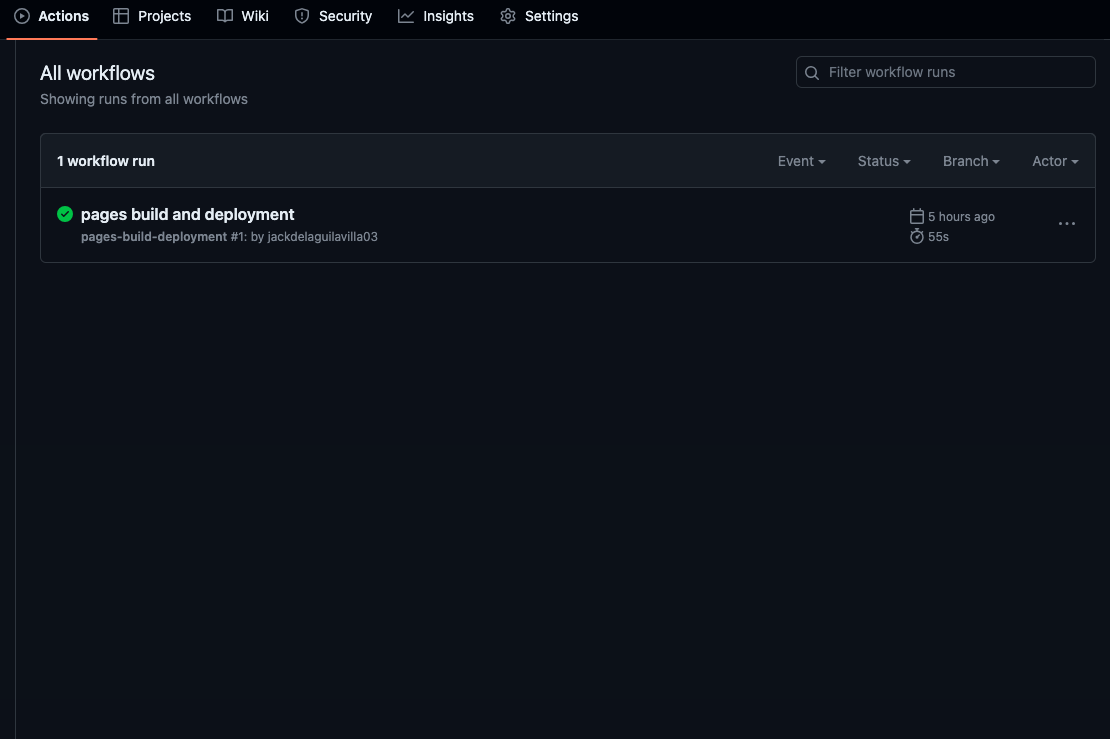 Actions Projects Wiki Security Insights Settings
All workflows
Filter workflow runs
Showing runs from all workflows
1 workflow run Event Status Branch Actor
pages build and deployment
5 hours ago
pages-build-deployment #1: by jackdelaguilavilla03
55s